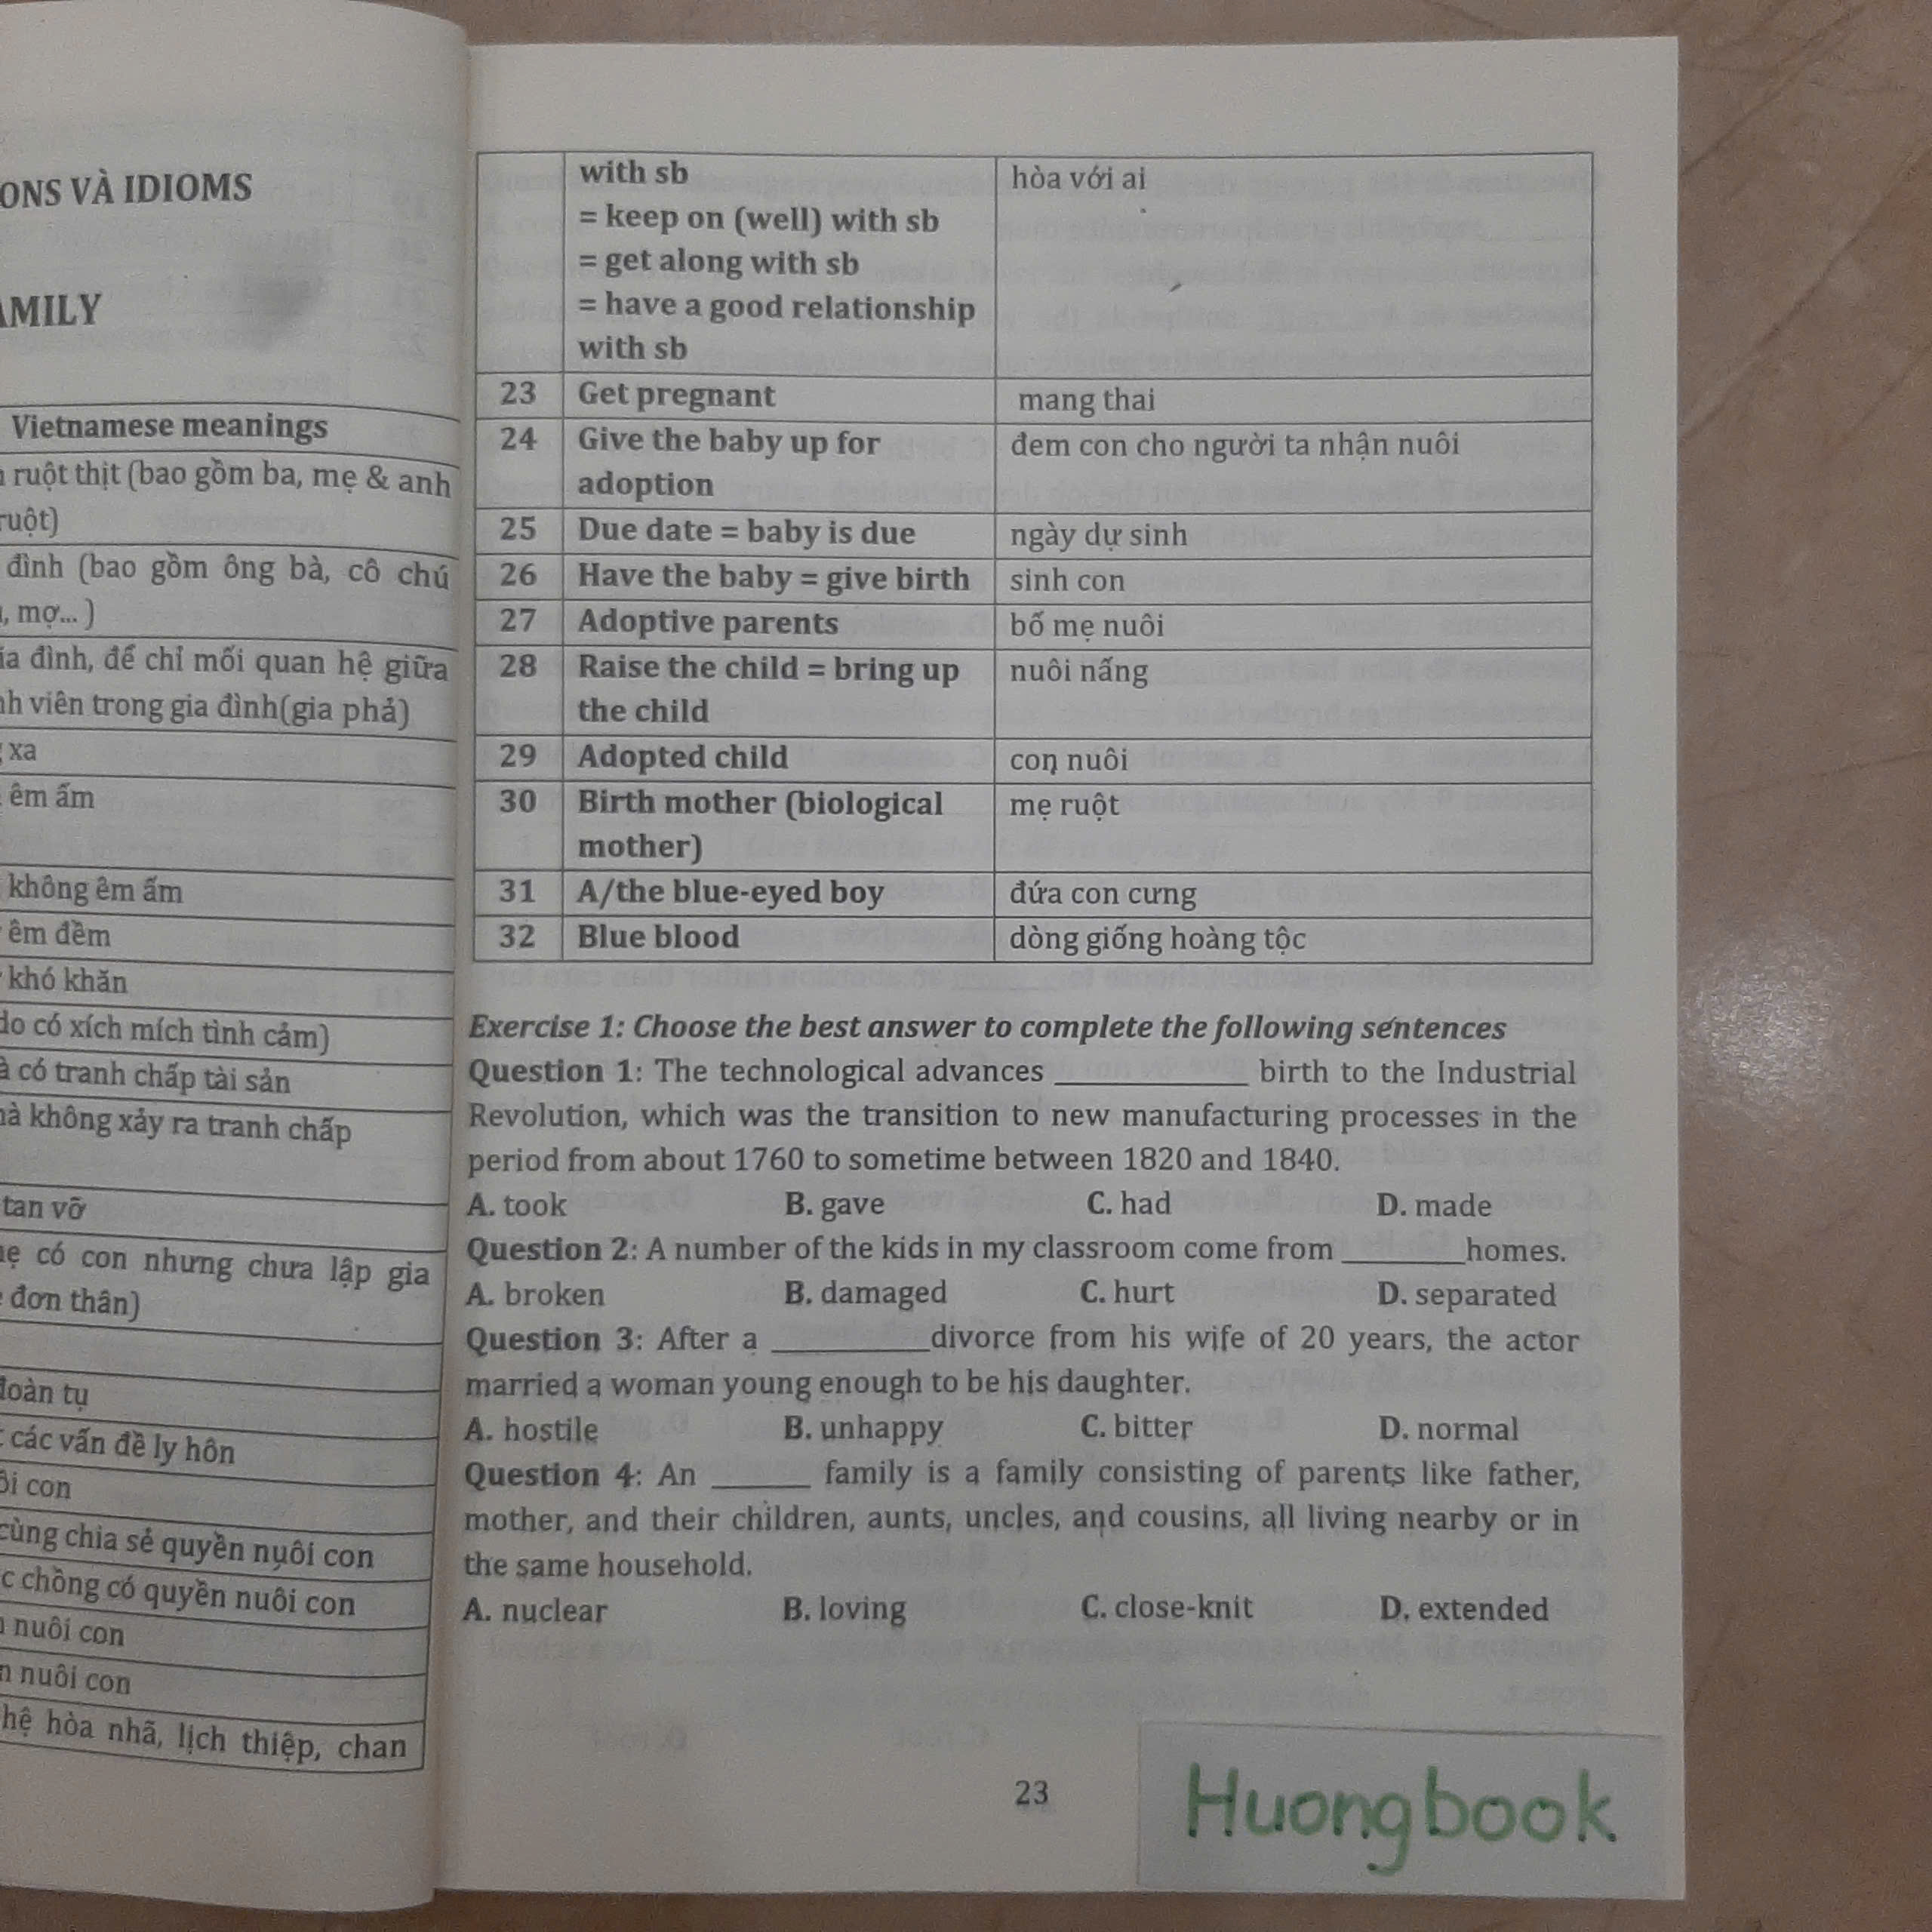 ONS VÀ IDIOMS
AMILY
Vietnamese meanings
ruột thịt (bao gồm ba, mẹ & anh
ruột)
đình (bao gồm ông bà, cô chú
, mợ... )
đình, để chỉ mối quan hệ giữa
viên trong gia đình(gia phả)
xa
êm ấm
không êm ấm
êm đềm
khó khăn
do có xích mích tình cảm)
có tranh chấp tài sản
mà không xảy ra tranh chấp
tan vỡ
có con nhưng chưa lập gia
đơn thân)
đoàn tụ
các vấn đề ly hôn
con
cùng chia sẻ quyền nuôi con
chồng có quyền nuôi con
nuôi con
nuôi con
hệ hòa nhã, lịch thiệp, chan
with sb
hòa với ai
= keep on (well) with sb
= get along with sb
= have a good relationship
with sb
23 Get pregnant mang thai
24 Give the baby up for đem con cho người ta nhận nuôi
adoption
25 Due date = baby is due ngày dự sinh
26 Have the baby = give birth sinh con
27 Adoptive parents bố mẹ nuôi
28 Raise the child = bring up nuôi nấng
the child
29 Adopted child con nuôi
30 Birth mother (biological mẹ ruột
mother)
31 A/the blue-eyed boy đứa con cưng
32 Blue blood dòng giống hoàng tộc
Exercise 1: Choose the best answer to complete the following sentences
Question 1: The technological advances ____________ birth to the Industrial
Revolution, which was the transition to new manufacturing processes in the
period from about 1760 to sometime between 1820 and 1840.
A. took B. gave C. had D. made
Question 2: A number of the kids in my classroom come from ________homes.
A. broken B. damaged C. hurt D. separated
Question 3: After a __________divorce from his wife of 20 years, the actor
married a woman young enough to be his daughter.
A. hostile B. unhappy C. bitter D. normal
Question 4: An ______ family is a family consisting of parents like father,
mother, and their children, aunts, uncles, and cousins, all living nearby or in
the same household.
A. nuclear B. loving C. close-knit D. extended
23
Huongbook